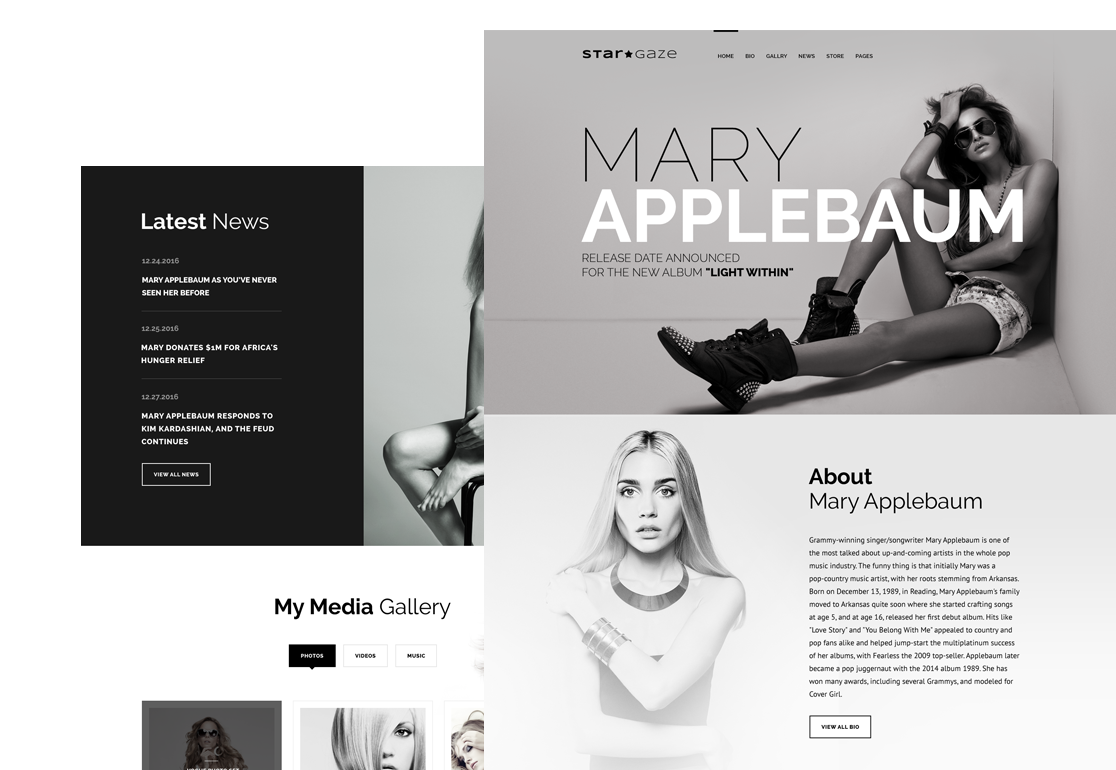 star★Gaze
HOME BIO GALLRY NEWS STORE PAGES
MARY
APPLEBAUM
RELEASE DATE ANNOUNCED
FOR THE NEW ALBUM "LIGHT WITHIN"
Latest News
12.24.2016
MARY APPLEBAUM AS YOU'VE NEVER
SEEN HER BEFORE
12.25.2016
MARY DONATES $1M FOR AFRICA'S
HUNGER RELIEF
12.27.2016
MARY APPLEBAUM RESPONDS TO
KIM KARDASHIAN, AND THE FEUD
CONTINUES
VIEW ALL NEWS
About
Mary Applebaum
Grammy-winning singer/songwriter Mary Applebaum is one of
the most talked about up-and-coming artists in the whole pop
music industry. The funny thing is that initially Mary was a
pop-country music artist, with her roots stemming from Arkansas.
Born on December 13, 1989, in Reading, Mary Applebaum's family
moved to Arkansas quite soon where she started crafting songs
at age 5, and at age 16, released her first debut album. Hits like
"Love Story" and "You Belong With Me" appealed to country and
pop fans alike and helped jump-start the multiplatinum success
of her albums, with Fearless the 2009 top-seller. Applebaum later
became a pop juggernaut with the 2014 album 1989. She has
won many awards, including several Grammys, and modeled for
Cover Girl.
VIEW ALL BIO
My Media Gallery
PHOTOS VIDEOS MUSIC